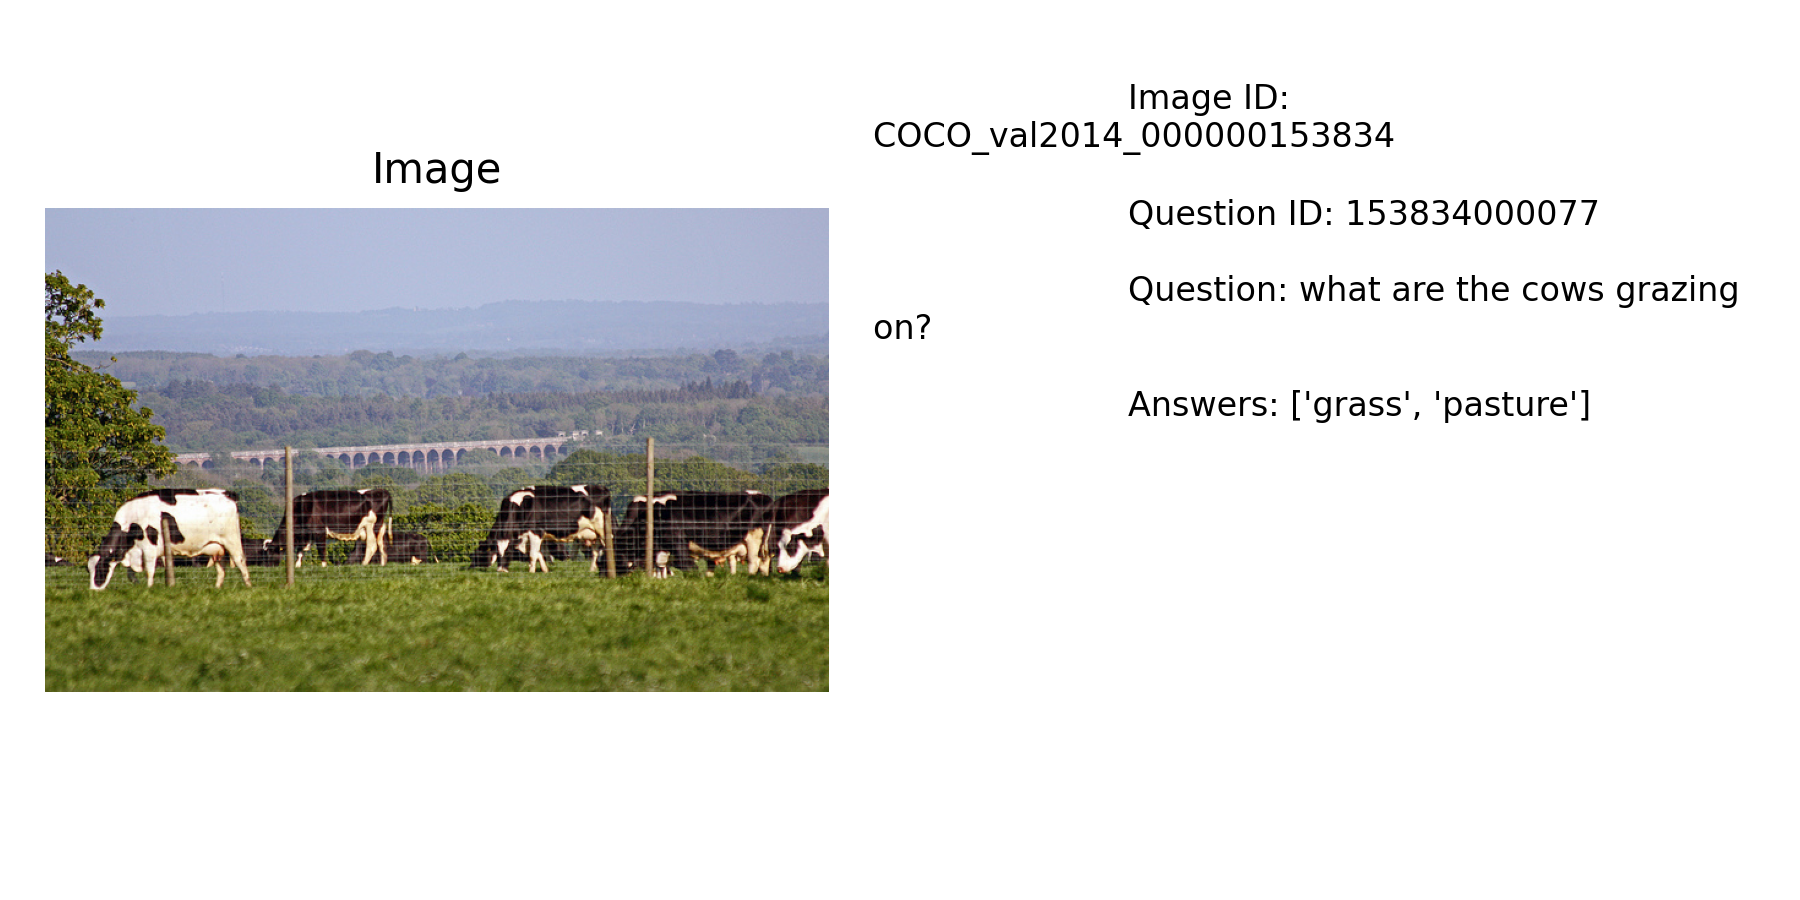 Image
Image ID:
COCO_val2014_000000153834
Question ID: 153834000077
Question: what are the cows grazing
on?
Answers: ['grass', 'pasture']